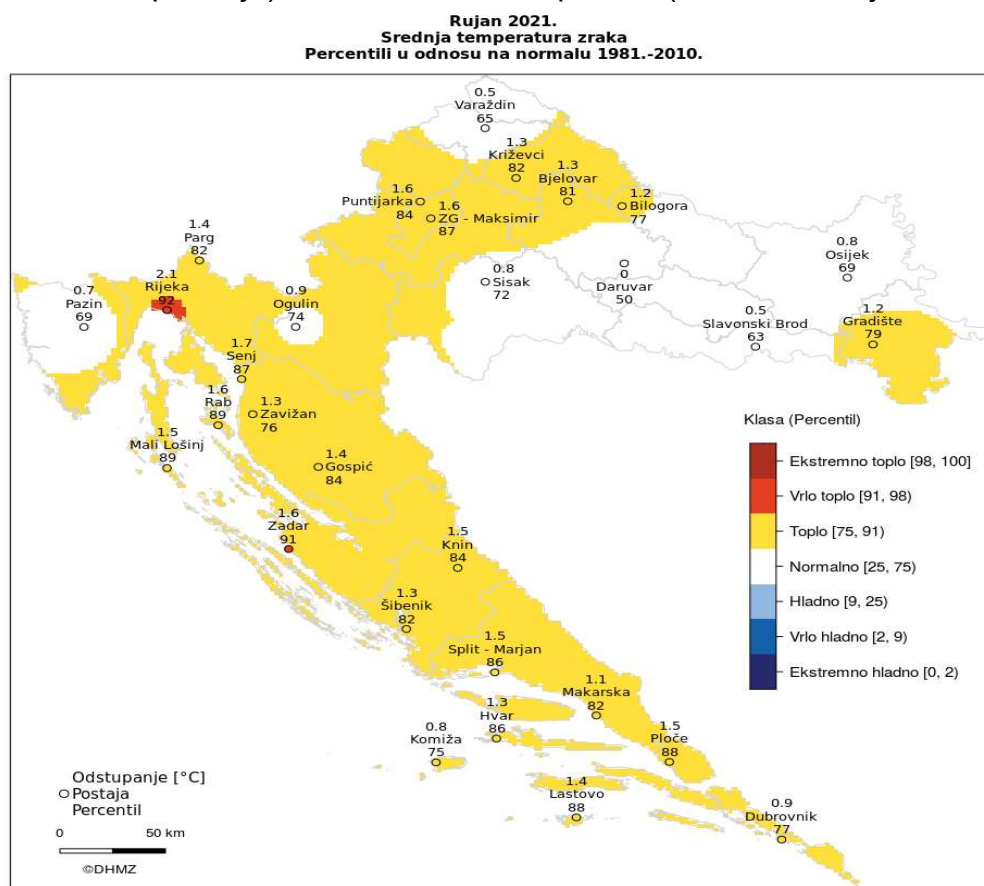 Rujan 2021.
Srednja temperatura zraka
Percentili u odnosu na normalu 1981.-2010.
0.5
Varaždin
65
1.3
Križevci
82
1.3
Bjelovar
81
1.6
Puntijarka
84
1.6
ZG - Maksimir
87
1.2
Bilogora
77
1.4
Parg
82
0.8
Osijek
69
2.1
Rijeka
92
0.8
Sisak
72
0
Daruvar
50
0.7
Pazin
69
0.9
Ogulin
74
0.5
Slavonski Brod
63
1.2
Gradište
79
1.7
Senj
87
1.6
Rab
89
1.3
Zavižan
76
1.5
Mali Lošinj
89
1.4
Gospić
84
1.6
Zadar
91
1.5
Knin
84
1.3
Šibenik
82
1.5
Split - Marjan
86
1.1
Makarska
82
1.3
Hvar
86
0.8
Komiža
75
1.5
Ploče
88
1.4
Lastovo
88
0.9
Dubrovnik
77
Klasa (Percentil)
Ekstremno toplo [98, 100]
Vrlo toplo [91, 98)
Toplo [75, 91)
Normalno [25, 75)
Hladno [9, 25)
Vrlo hladno [2, 9)
Ekstremno hladno [0, 2)
Odstupanje [°C]
Postaja
Percentil
0 50 km
©DHMZ